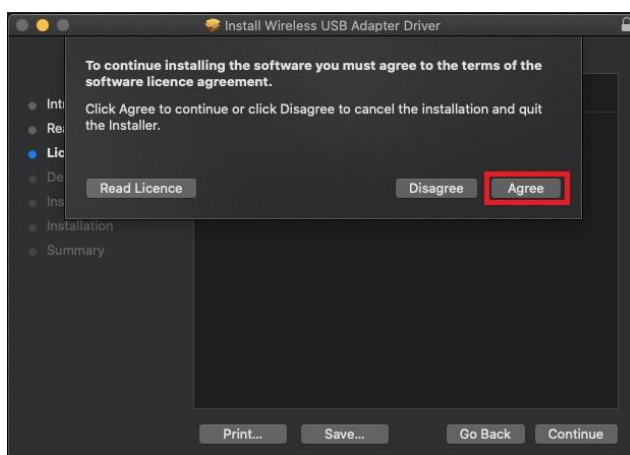 Install Wireless USB Adapter Driver
To continue installing the software you must agree to the terms of the
software licence agreement.
Click Agree to continue or click Disagree to cancel the installation and quit
the Installer.
Read Licence Disagree Agree
Int
Re
Lic
De
Ins
Installation
Summary
Print... Save... Go Back Continue